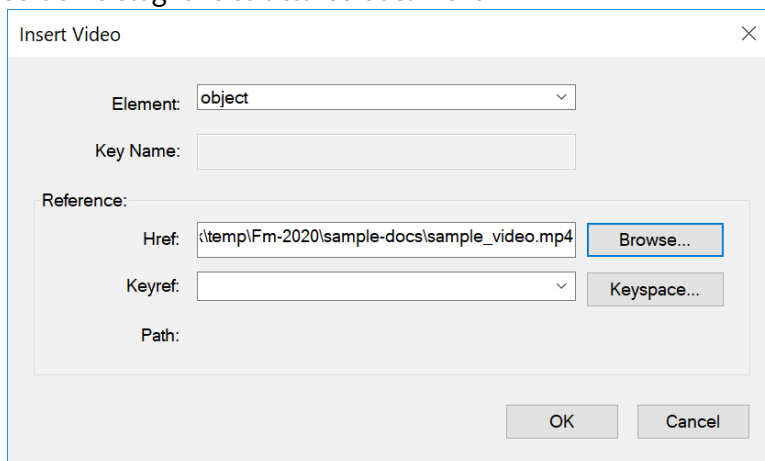 Insert Video
Element: object
Key Name:
Reference:
Href: \temp\Fm-2020\sample-docs\sample_video.mp4 Browse...
Keyref: Keyspace...
Path:
OK Cancel